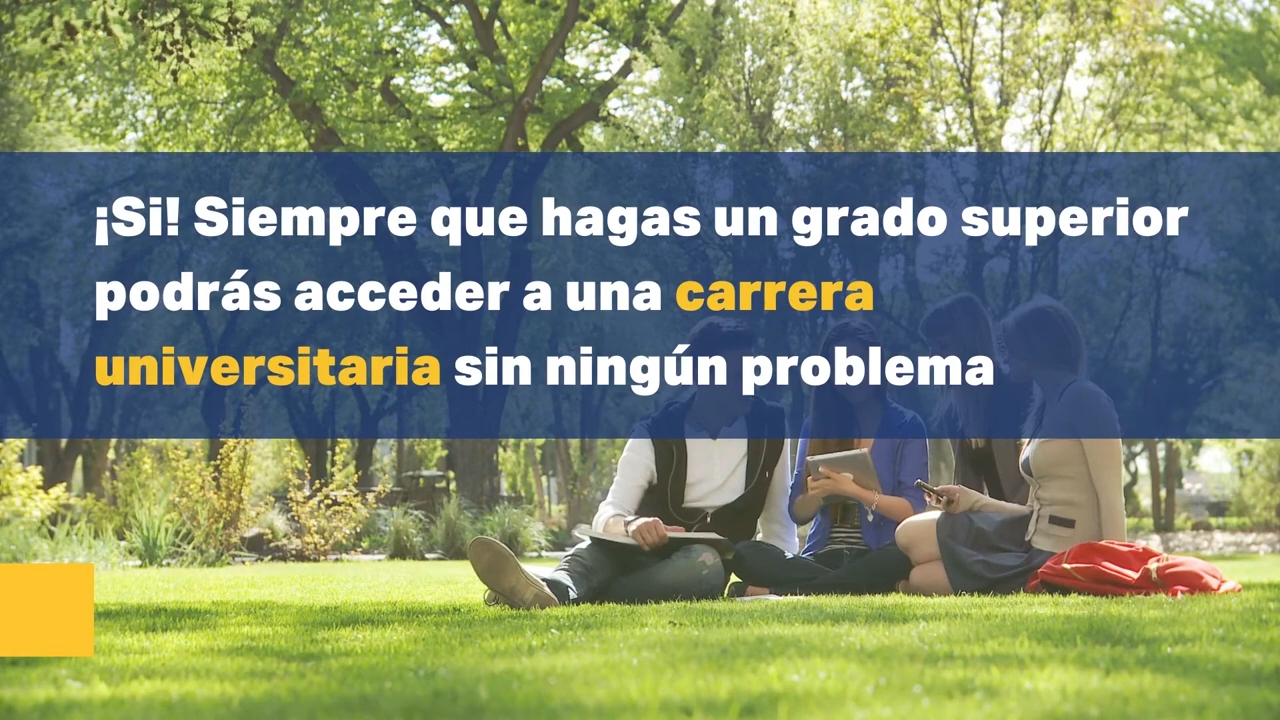 ¡Si! Siempre que hagas un grado superior
podrás acceder a una carrera
universitaria sin ningún problema